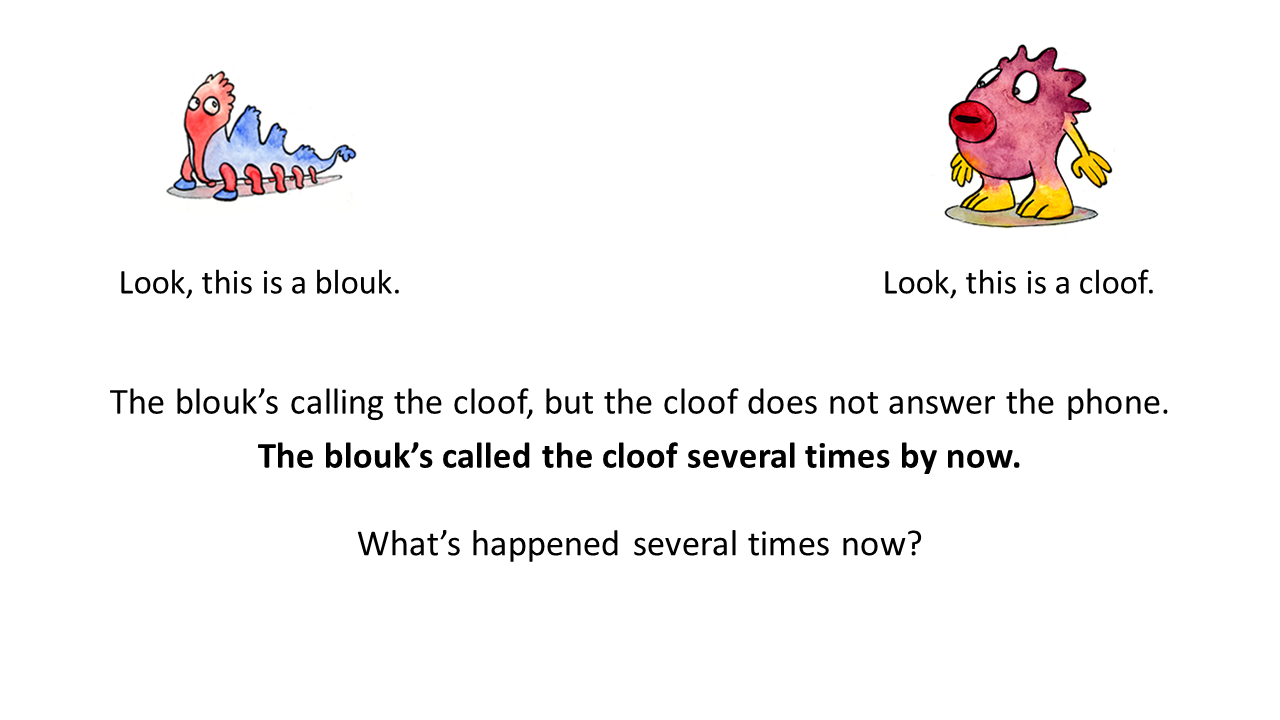 Look, this is a blouk.
Look, this is a cloof.
The blouk’s calling the cloof, but the cloof does not answer the phone.
The blouk’s called the cloof several times by now.
What’s happened several times now?